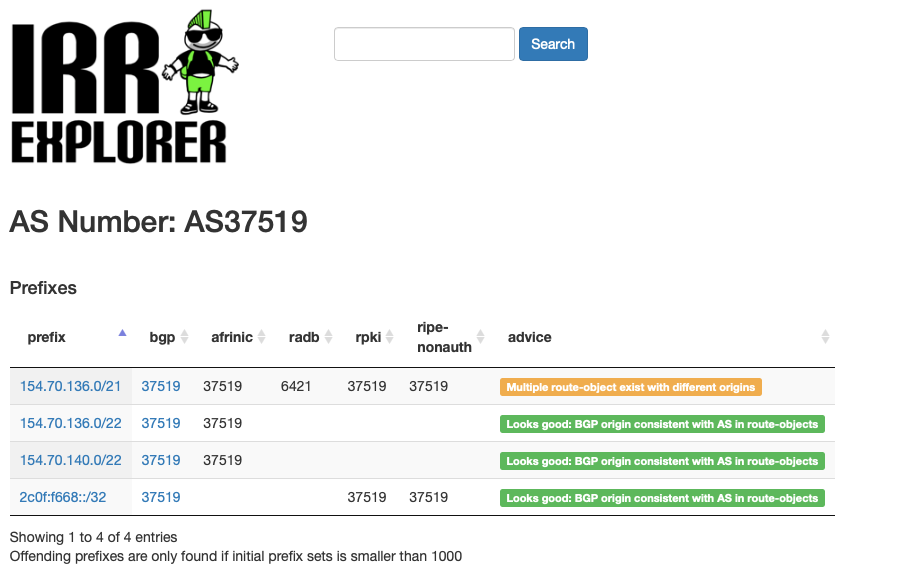 IRR
EXPLORER
Search
AS Number: AS37519
Prefixes
prefix bgp afrinic radb rpki ripe-nonauth advice
154.70.136.0/21 37519 37519 6421 37519 37519 Multiple route-object exist with different origins
154.70.136.0/22 37519 37519 Looks good: BGP origin consistent with AS in route-objects
154.70.140.0/22 37519 37519 Looks good: BGP origin consistent with AS in route-objects
2c0f:f668::/32 37519 37519 37519 Looks good: BGP origin consistent with AS in route-objects
Showing 1 to 4 of 4 entries
Offending prefixes are only found if initial prefix sets is smaller than 1000